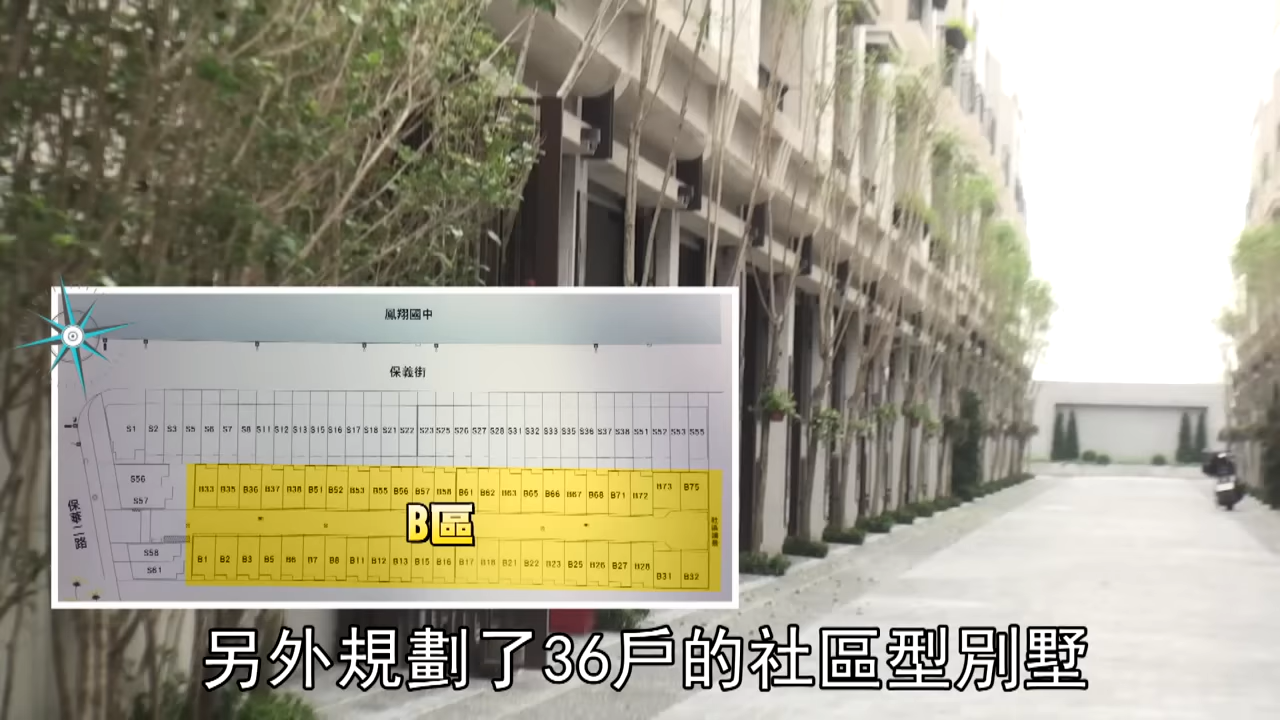 鳳翔國中
保義街
S1 S2 S3 S5 S6 S7 S8 S11 S12 S13 S15 S16 S17 S18 S21 S22 S23 S25 S26 S27 S28 S31 S32 S33 S35 S36 S37 S38 S51 S52 S53 S55
S56
S57
保華二路
B33 B35 B36 B37 B38 B51 B52 B53 B55 B56 B57 B58 B61 B62 B63 B65 B66 B67 B68 B71 B72 B73 B75
B區
S58
S61
B1 B2 B3 B5 B6 B7 B8 B11 B12 B13 B15 B16 B17 B18 B21 B22 B23 B25 B26 B27 B28 B31 B32
另外規劃了36戶的社區型別墅